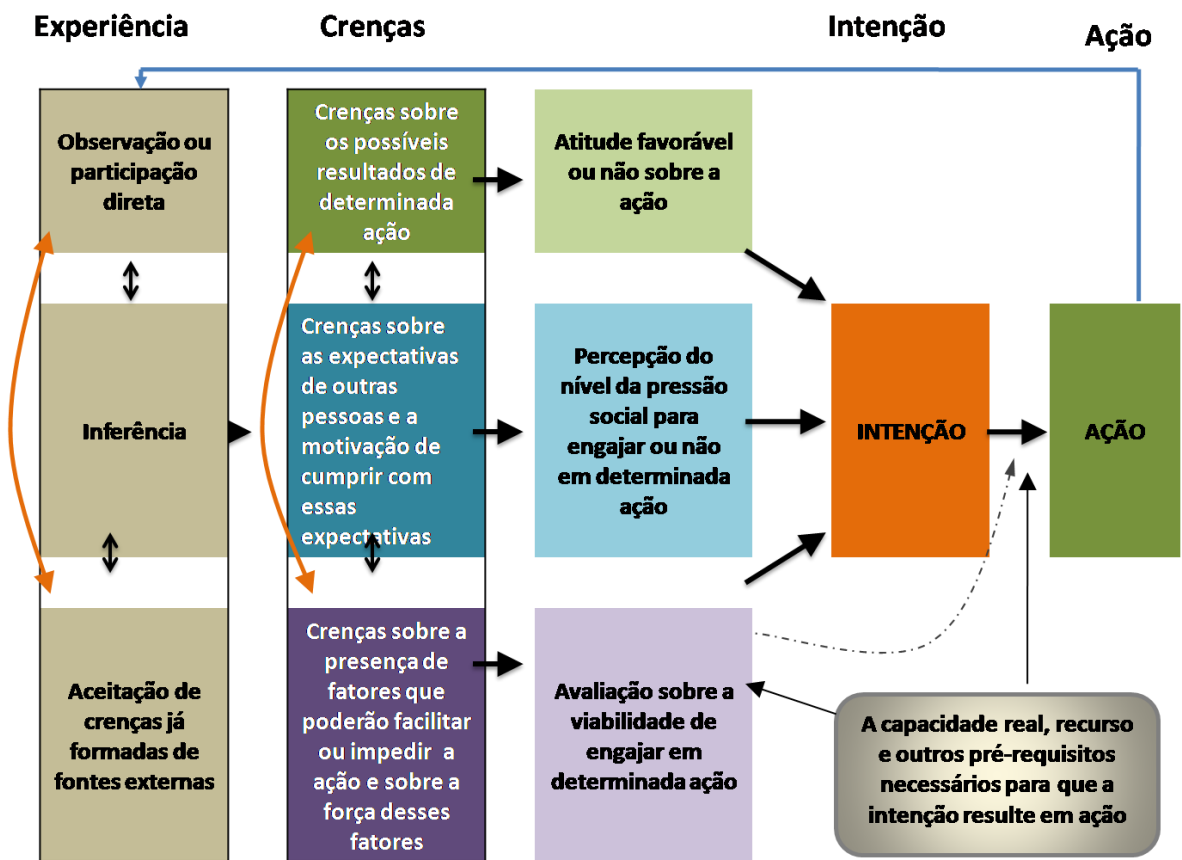 Experiência
Crenças
Intenção
Ação
Observação ou
participação
direta
Inferência
Aceitação de
crenças já
formadas de
fontes externas
Crenças sobre
os possíveis
resultados de
determinada
ação
Crenças sobre
as expectativas
de outras
pessoas e a
motivação de
cumprir com
essas
expectativas
Crenças sobre a
presença de
fatores que
poderão facilitar
ou impedir a
ação e sobre a
força desses
fatores
Atitude favorável
ou não sobre a
ação
Percepção do
nível da pressão
social para
engajar ou não
em determinada
ação
Avaliação sobre a
viabilidade de
engajar em
determinada ação
INTENÇÃO
AÇÃO
A capacidade real, recurso
e outros pré-requisitos
necessários para que a
intenção resulte em ação